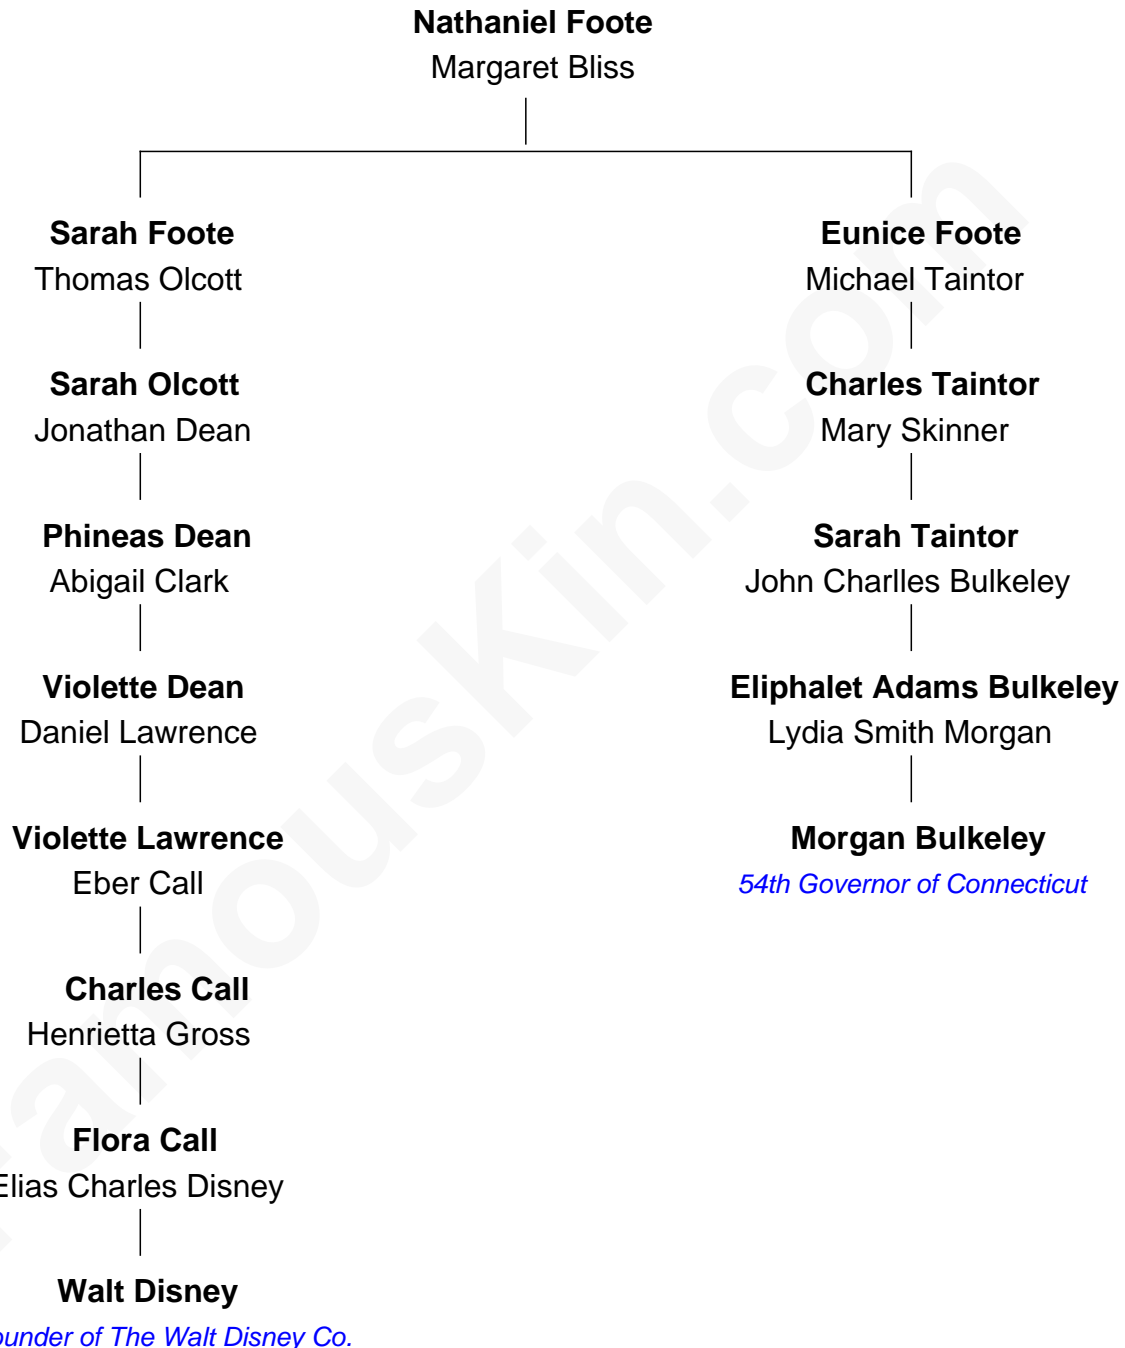 Nathaniel Foote
Margaret Bliss
Sarah Foote
Thomas Olcott
Sarah Olcott
Jonathan Dean
Phineas Dean
Abigail Clark
Violette Dean
Daniel Lawrence
Violette Lawrence
Eber Call
Charles Call
Henrietta Gross
Flora Call
Elias Charles Disney
Walt Disney
ounder of The Walt Disney Co.
Eunice Foote
Michael Taintor
Charles Taintor
Mary Skinner
Sarah Taintor
John Charlles Bulkeley
Eliphalet Adams Bulkeley
Lydia Smith Morgan
Morgan Bulkeley
54th Governor of Connecticut
FamousKin.com